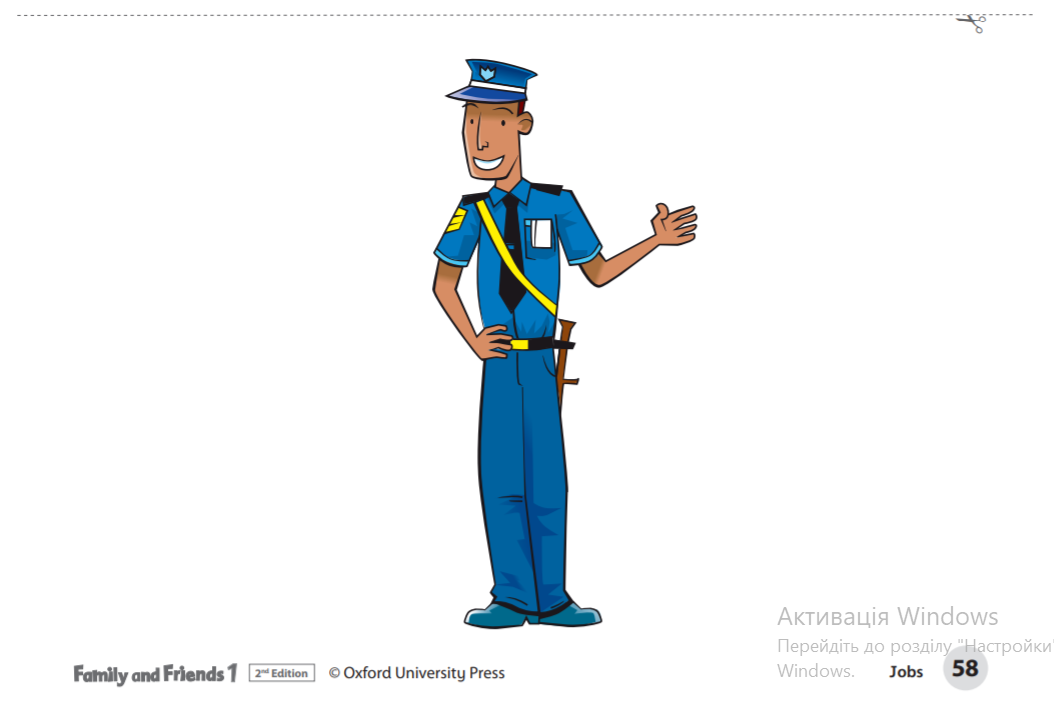 Активація Windows
Перейдіть до розділу "Настройки"
Windows.
Family and Friends 1 2nd Edition © Oxford University Press
Jobs 58